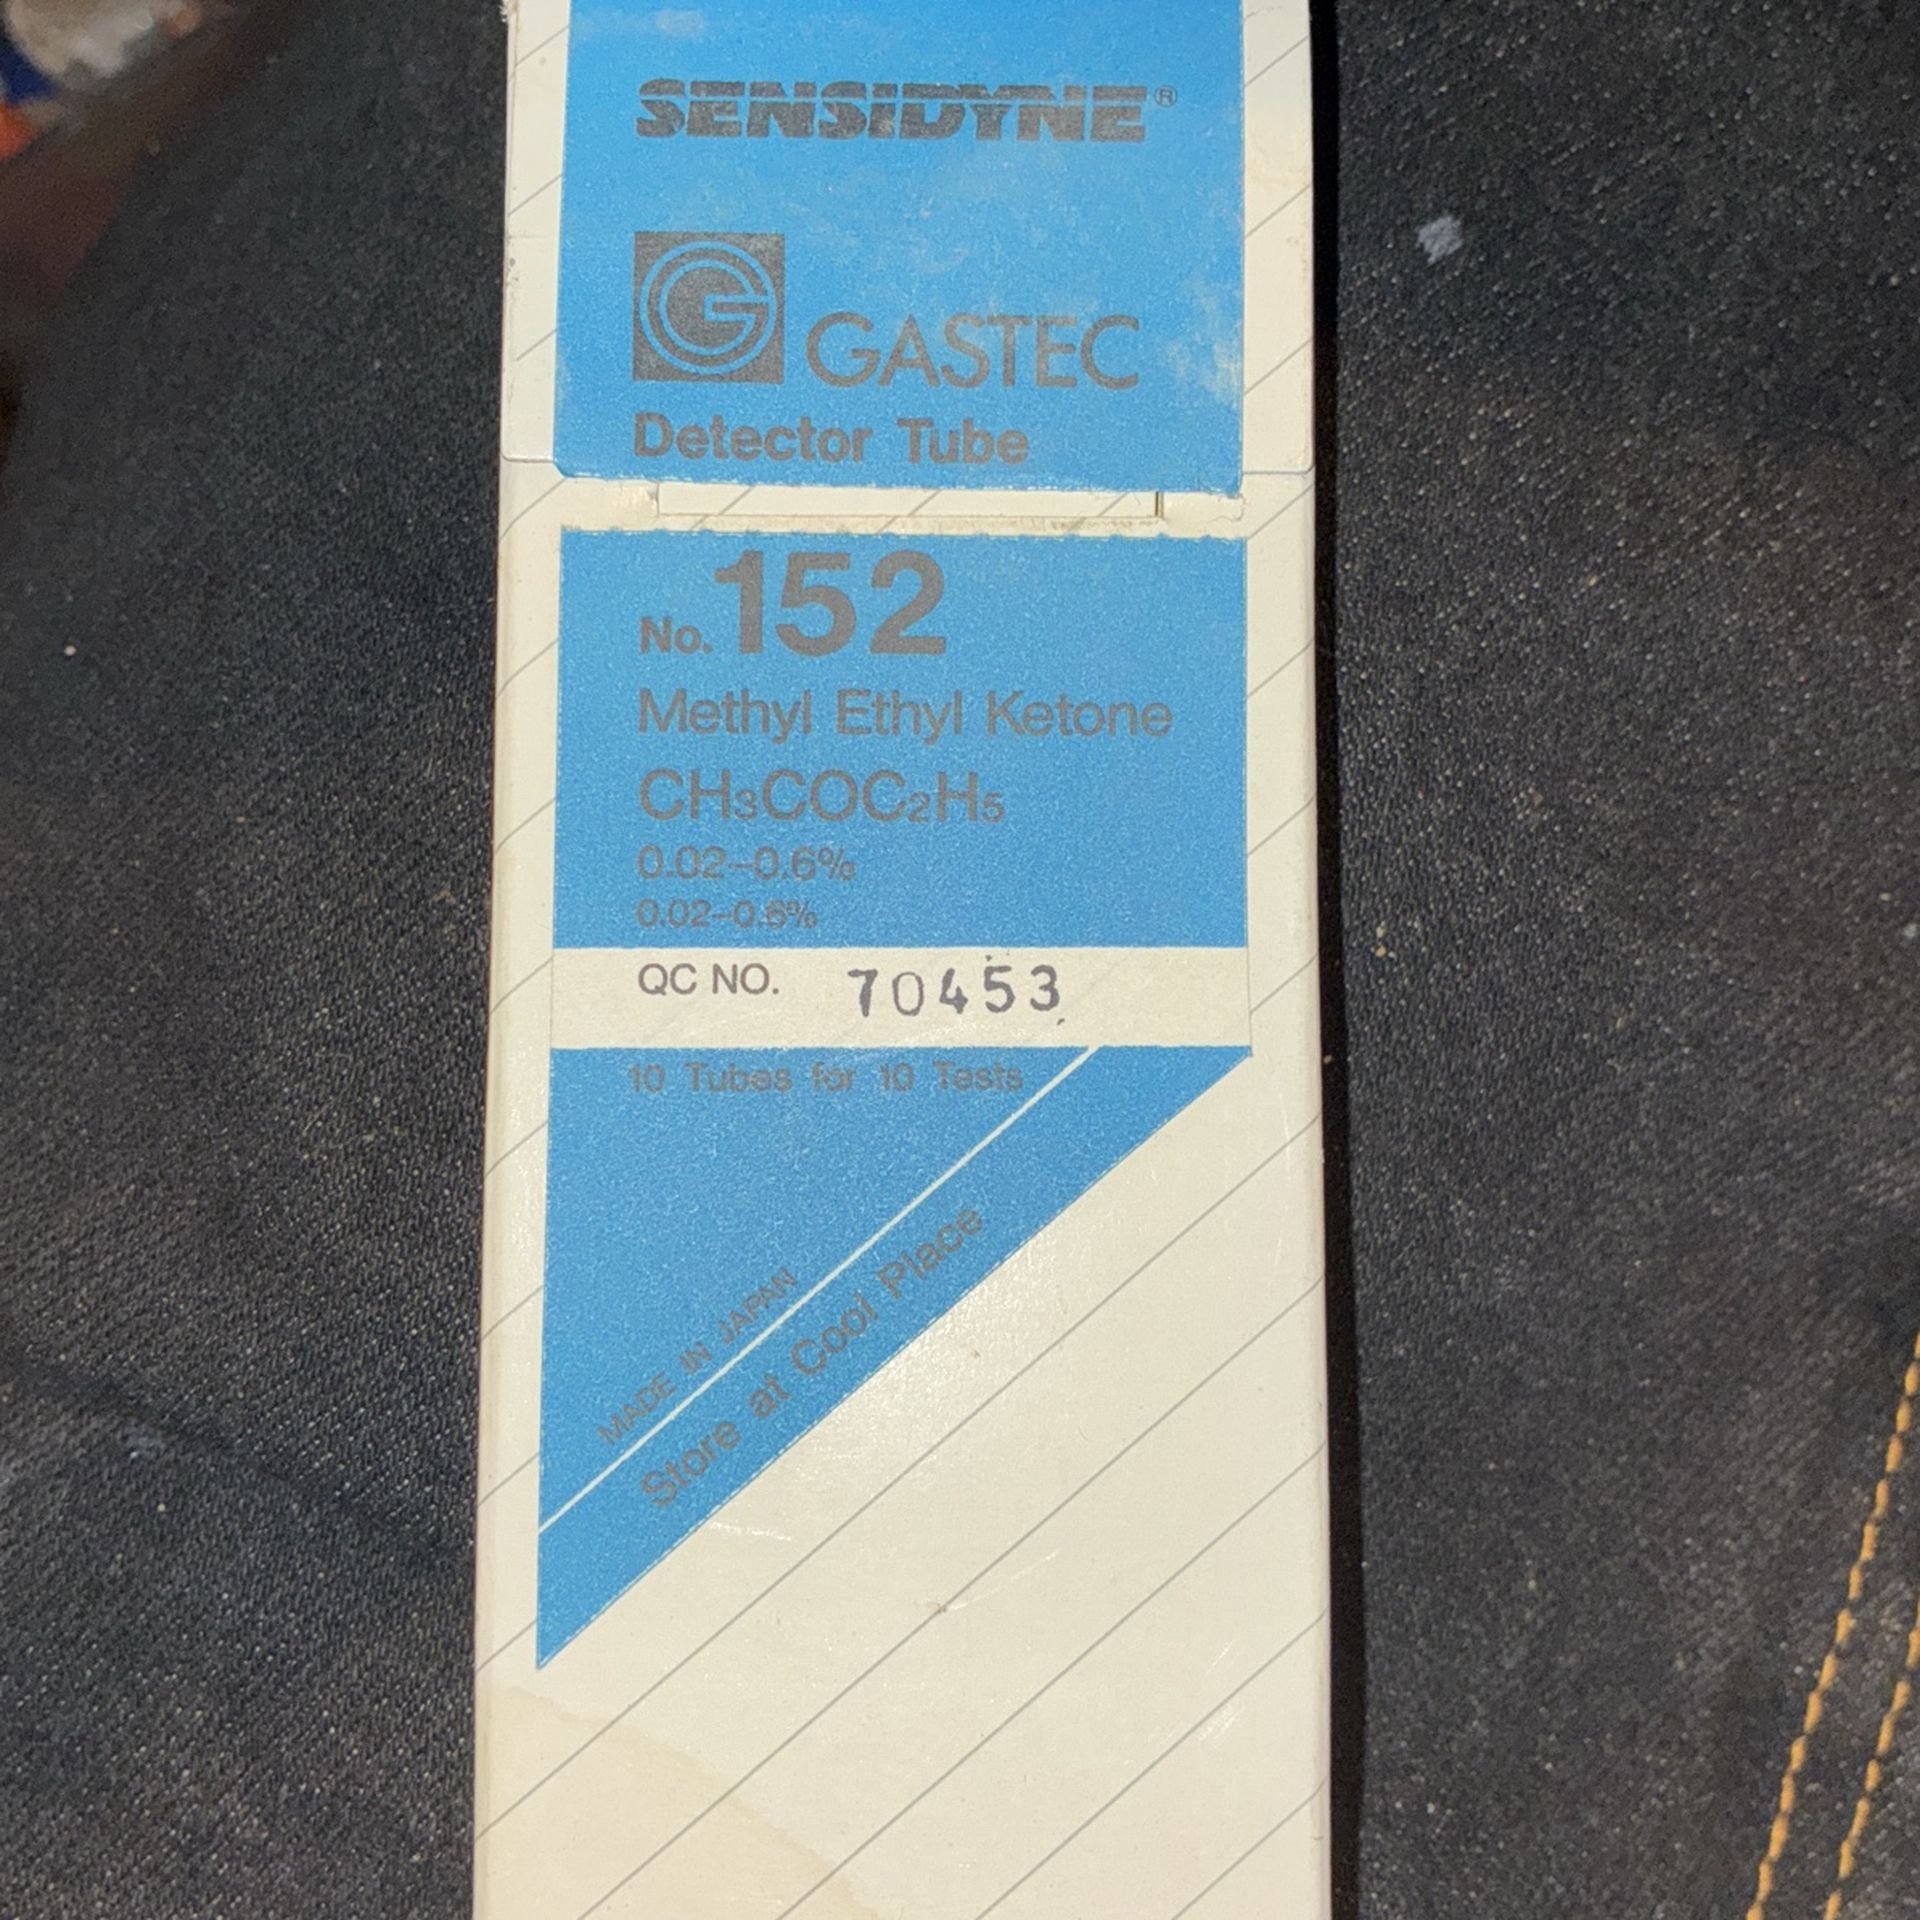 SENSIDYNE®
G GASTEC
Detector Tube
No. 152
Methyl Ethyl Ketone
CH₃COC₂H₅
0.02–0.6%
0.02–0.6%
QC NO. 70453
10 Tubes for 10 Tests
MADE IN JAPAN
Store at Cool Place